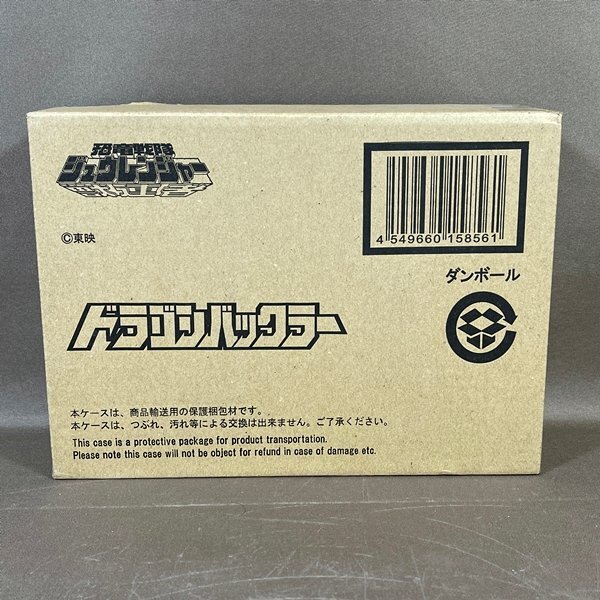 恐竜戦隊
ジュウレンジャー
©東映
4 549660 158561
ダンボール
ドラゴンバックラー
本ケースは、商品輸送用の保護梱包材です。
本ケースは、つぶれ、汚れ等による交換は出来ません。ご了承ください。
This case is a protective package for product transportation.
Please note this case will not be object for refund in case of damage etc.